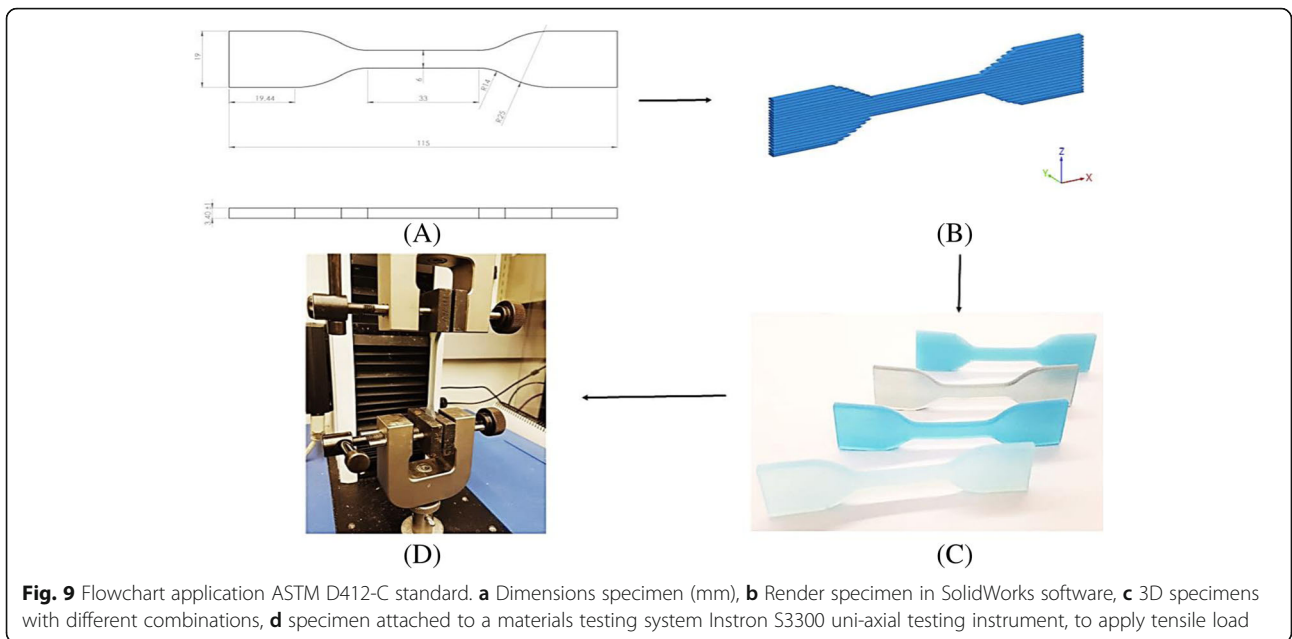 19
6
19.44
33
R14
R25
115
3.40 ±1
(A)
Z
Y
X
(B)
(D)
(C)
Fig. 9 Flowchart application ASTM D412-C standard. a Dimensions specimen (mm), b Render specimen in SolidWorks software, c 3D specimens
with different combinations, d specimen attached to a materials testing system Instron S3300 uni-axial testing instrument, to apply tensile load